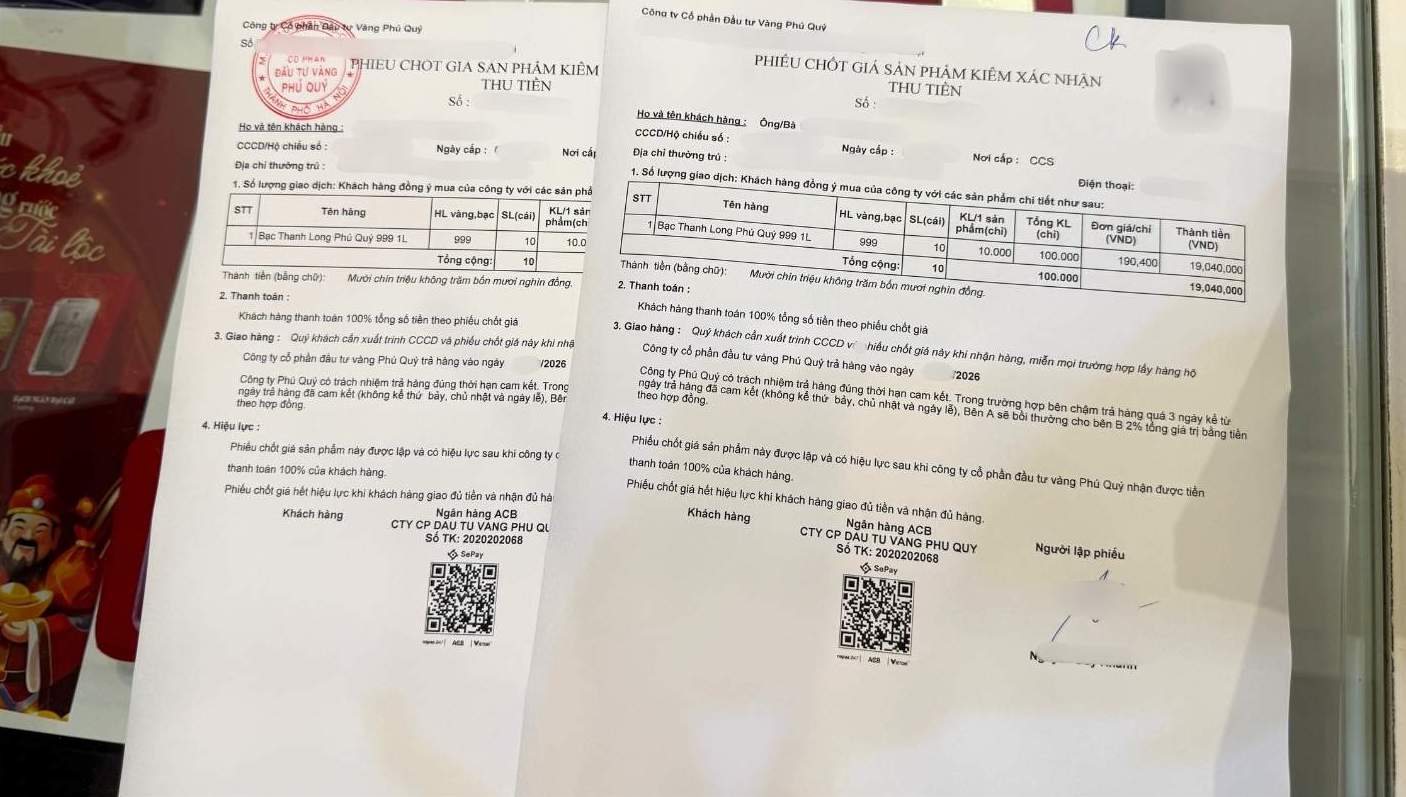 Công ty Cổ phần Đầu tư Vàng Phú Quý
Số
CỔ PHẦN
ĐẦU TƯ VÀNG
PHÚ QUÝ
THÀNH PHỐ HÀ NỘI
PHIẾU CHỐT GIÁ SẢN PHẨM KIÊM
THU TIỀN
Số :
Họ và tên khách hàng :
CCCD/Hộ chiếu số :
Ngày cấp :
Nơi cấp
Địa chỉ thường trú :
1. Số lượng giao dịch: Khách hàng đồng ý mua của công ty với các sản phẩ
STT Tên hàng HL vàng,bạc SL(cái) KL/1 sản phẩm(ch
1 Bạc Thanh Long Phú Quý 999 1L 999 10 10.0
Tổng cộng: 10
Thành tiền (bằng chữ): Mười chín triệu không trăm bốn mươi nghìn đồng.
2. Thanh toán :
Khách hàng thanh toán 100% tổng số tiền theo phiếu chốt giá
3. Giao hàng : Quý khách cần xuất trình CCCD và phiếu chốt giá này khi nhậ
Công ty cổ phần đầu tư vàng Phú Quý trả hàng vào ngày /2026
Công ty Phú Quý có trách nhiệm trả hàng đúng thời hạn cam kết. Trong
ngày trả hàng đã cam kết (không kể thứ bảy, chủ nhật và ngày lễ), Bên
theo hợp đồng.
4. Hiệu lực :
Phiếu chốt giá sản phẩm này được lập và có hiệu lực sau khi công ty c
thanh toán 100% của khách hàng.
Phiếu chốt giá hết hiệu lực khi khách hàng giao đủ tiền và nhận đủ hà
Khách hàng
Ngân hàng ACB
CTY CP DAU TU VANG PHU QU
Số TK: 2020202068
SePay
ACB
Công ty Cổ phần Đầu tư Vàng Phú Quý
Ck
PHIẾU CHỐT GIÁ SẢN PHẨM KIÊM XÁC NHẬN
THU TIỀN
Số :
Họ và tên khách hàng : Ông/Bà
CCCD/Hộ chiếu số :
Ngày cấp :
Nơi cấp : CCS
Địa chỉ thường trú :
Điện thoại:
1. Số lượng giao dịch: Khách hàng đồng ý mua của công ty với các sản phẩm chi tiết như sau:
STT Tên hàng HL vàng,bạc SL(cái) KL/1 sản phẩm(chỉ) Tổng KL (chỉ) Đơn giá/chỉ (VND) Thành tiền (VND)
1 Bạc Thanh Long Phú Quý 999 1L 999 10 10.000 100.000 190,400 19,040,000
Tổng cộng: 10 100.000 19,040,000
Thành tiền (bằng chữ): Mười chín triệu không trăm bốn mươi nghìn đồng.
2. Thanh toán :
Khách hàng thanh toán 100% tổng số tiền theo phiếu chốt giá
3. Giao hàng : Quý khách cần xuất trình CCCD v hiếu chốt giá này khi nhận hàng, miễn mọi trường hợp lấy hàng hộ
Công ty cổ phần đầu tư vàng Phú Quý trả hàng vào ngày /2026
Công ty Phú Quý có trách nhiệm trả hàng đúng thời hạn cam kết. Trong trường hợp bên chậm trả hàng quá 3 ngày kể từ
ngày trả hàng đã cam kết (không kể thứ bảy, chủ nhật và ngày lễ), Bên A sẽ bồi thường cho bên B 2% tổng giá trị bằng tiền
theo hợp đồng.
4. Hiệu lực :
Phiếu chốt giá sản phẩm này được lập và có hiệu lực sau khi công ty cổ phần đầu tư vàng Phú Quý nhận được tiền
thanh toán 100% của khách hàng.
Phiếu chốt giá hết hiệu lực khi khách hàng giao đủ tiền và nhận đủ hàng.
Khách hàng
Ngân hàng ACB
CTY CP DAU TU VANG PHU QUY
Số TK: 2020202068
Người lập phiếu
SePay
ACB
khoẻ
Tài lộc